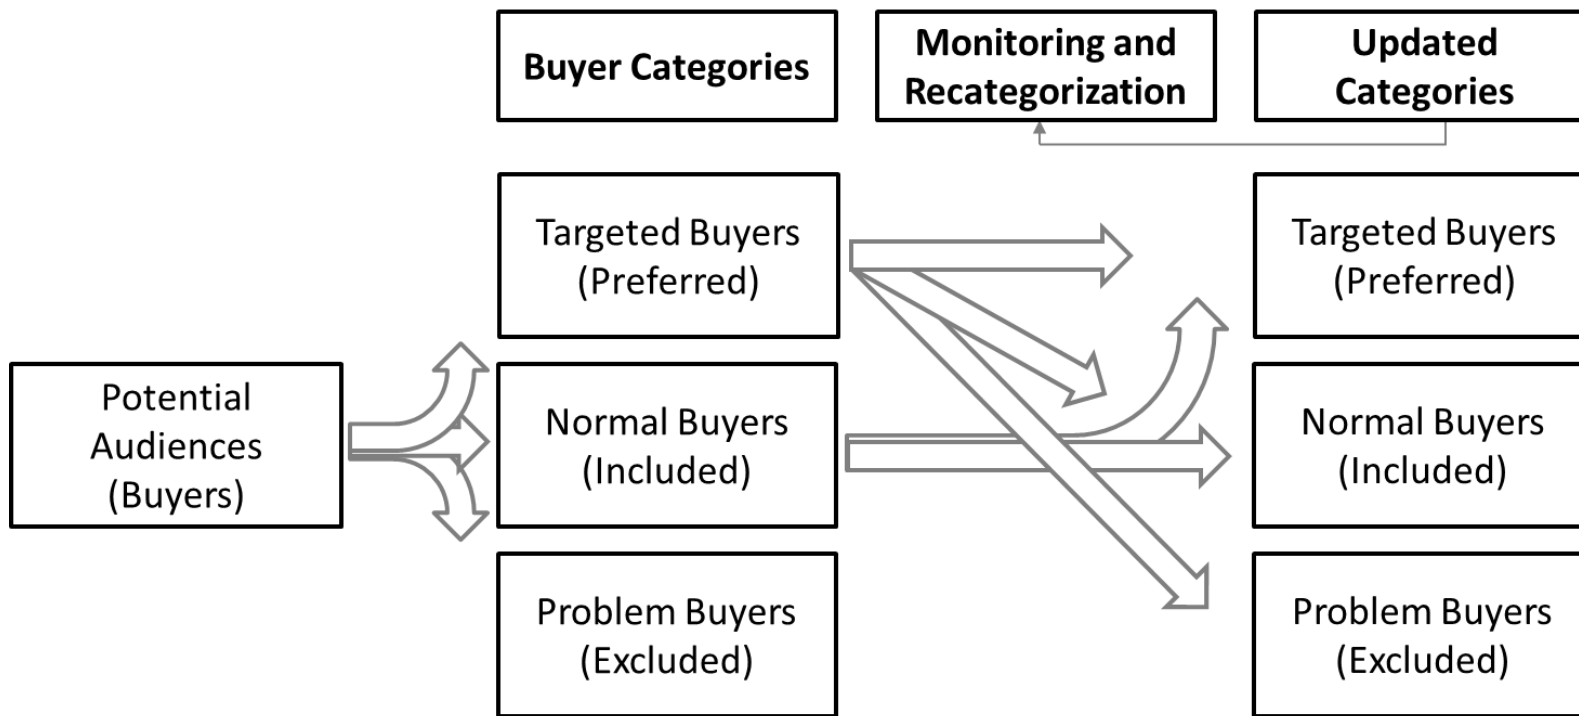 Buyer Categories
Monitoring and
Recategorization
Updated
Categories
Potential
Audiences
(Buyers)
Targeted Buyers
(Preferred)
Normal Buyers
(Included)
Problem Buyers
(Excluded)
Targeted Buyers
(Preferred)
Normal Buyers
(Included)
Problem Buyers
(Excluded)